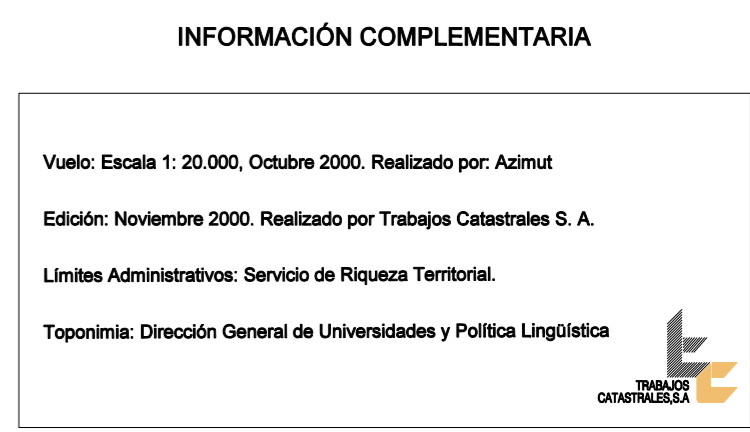 INFORMACIÓN COMPLEMENTARIA
Vuelo: Escala 1: 20.000, Octubre 2000. Realizado por: Azimut
Edición: Noviembre 2000. Realizado por Trabajos Catastrales S. A.
Límites Administrativos: Servicio de Riqueza Territorial.
Toponimia: Dirección General de Universidades y Política Lingüística
TRABAJOS
CATASTRALES,S.A